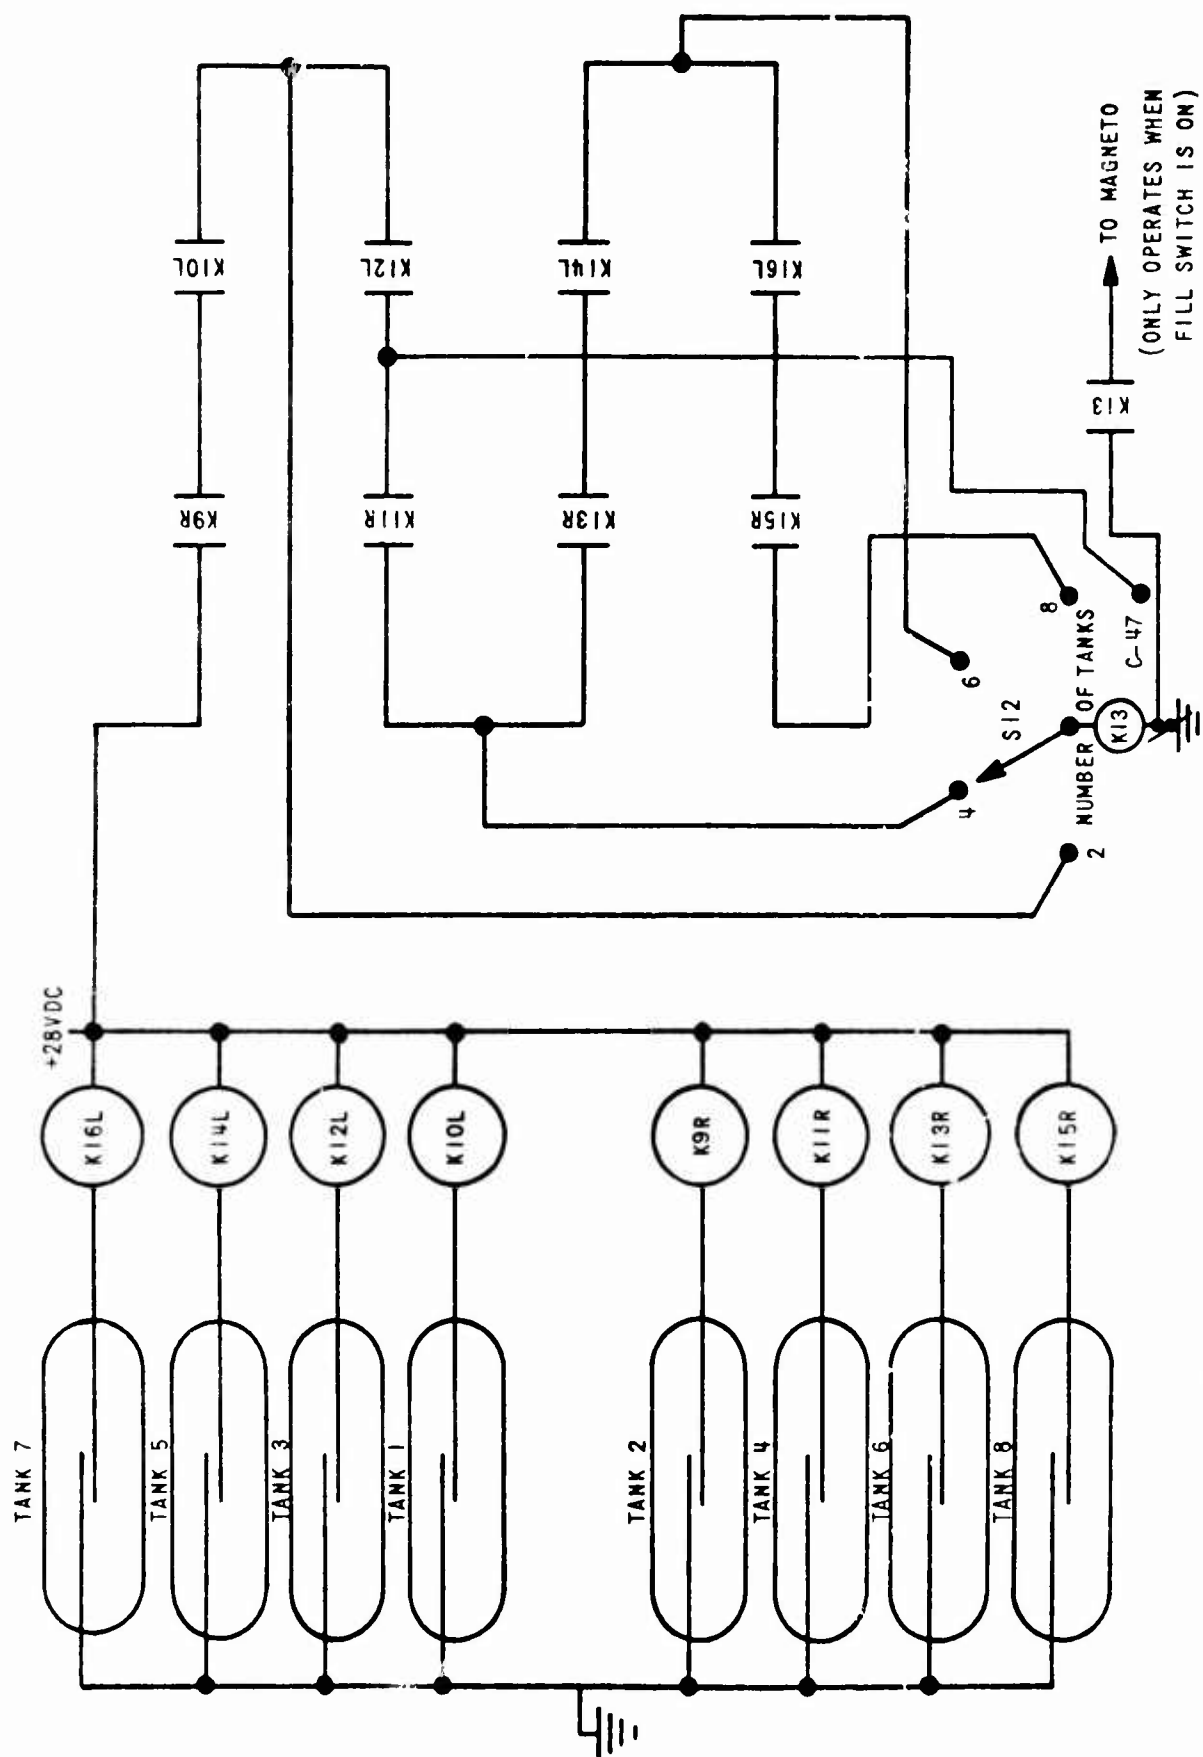 K9R
K10L
K11R
K12L
K13R
K14L
K15R
K16L
K13
TO MAGNETO
(ONLY OPERATES WHEN
FILL SWITCH IS ON)
2
4
6
8
C-47
S12
NUMBER OF TANKS
K13
+28VDC
K16L
K14L
K12L
K10L
K9R
K11R
K13R
K15R
TANK 7
TANK 5
TANK 3
TANK 1
TANK 2
TANK 4
TANK 6
TANK 8